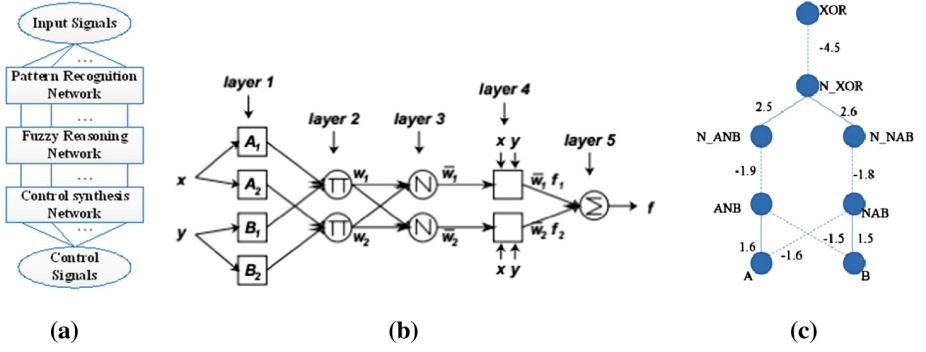 Input Signals
...
Pattern Recognition
Network
...
Fuzzy Reasoning
Network
...
Control synthesis
Network
...
Control
Signals
(a)
layer 1
layer 2
layer 3
layer 4
layer 5
x y
A1
A2
B1
B2
x
y
Π
Π
w1
w2
N
N
w̅1
w̅2
w̅1 f1
w̅2 f2
x y
Σ
f
(b)
XOR
-4.5
N_XOR
2.5
2.6
N_ANB
N_NAB
-1.9
-1.8
ANB
NAB
1.6
-1.6
-1.5
1.5
A
B
(c)